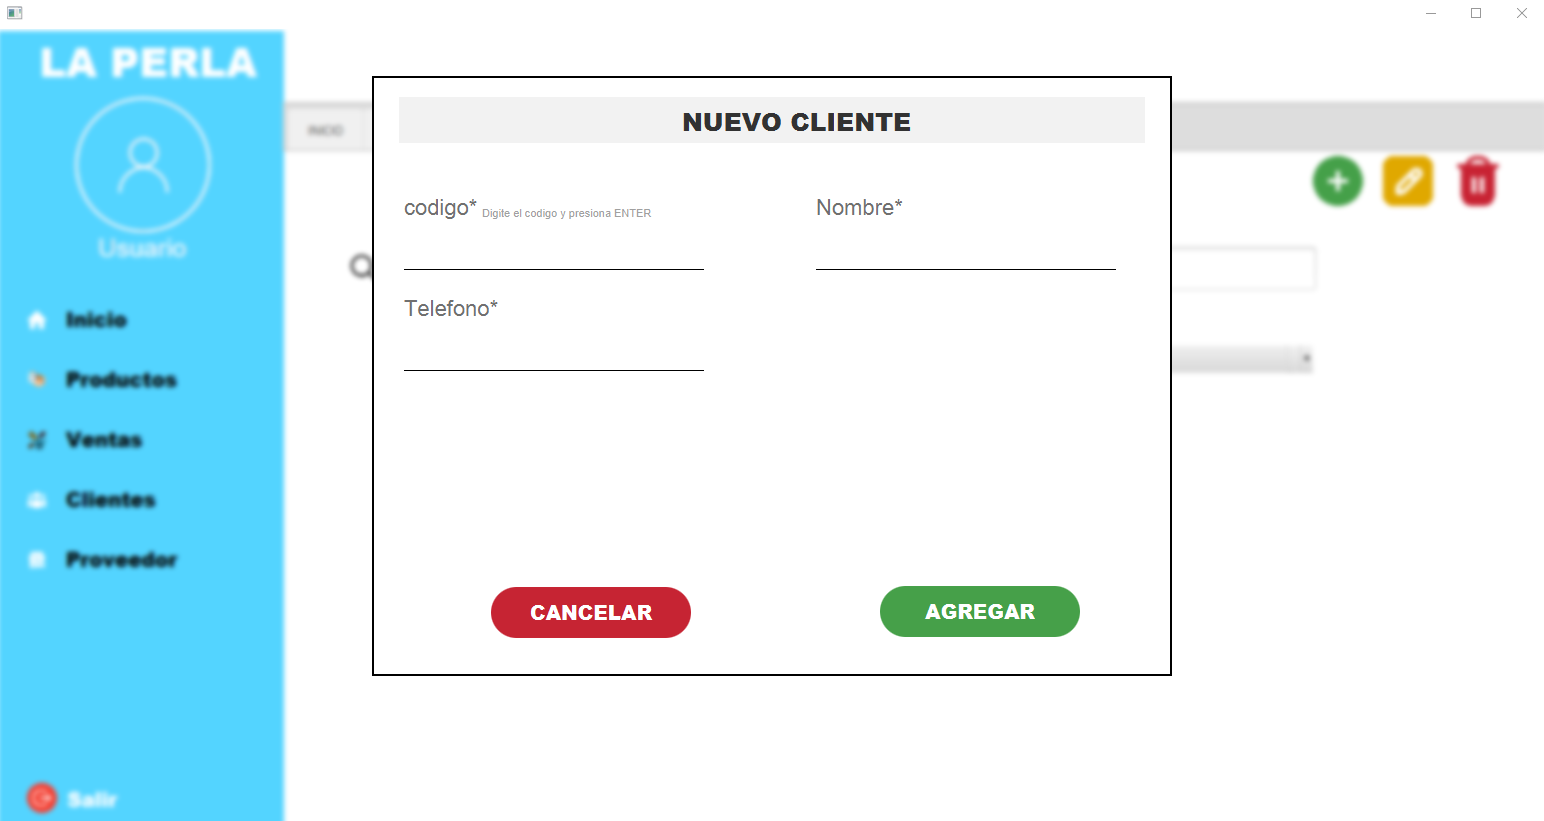 LA PERLA
Usuario
Inicio
Productos
Ventas
Clientes
Proveedor
Salir
INICIO
NUEVO CLIENTE
codigo* Digite el codigo y presiona ENTER
Nombre*
Telefono*
CANCELAR
AGREGAR